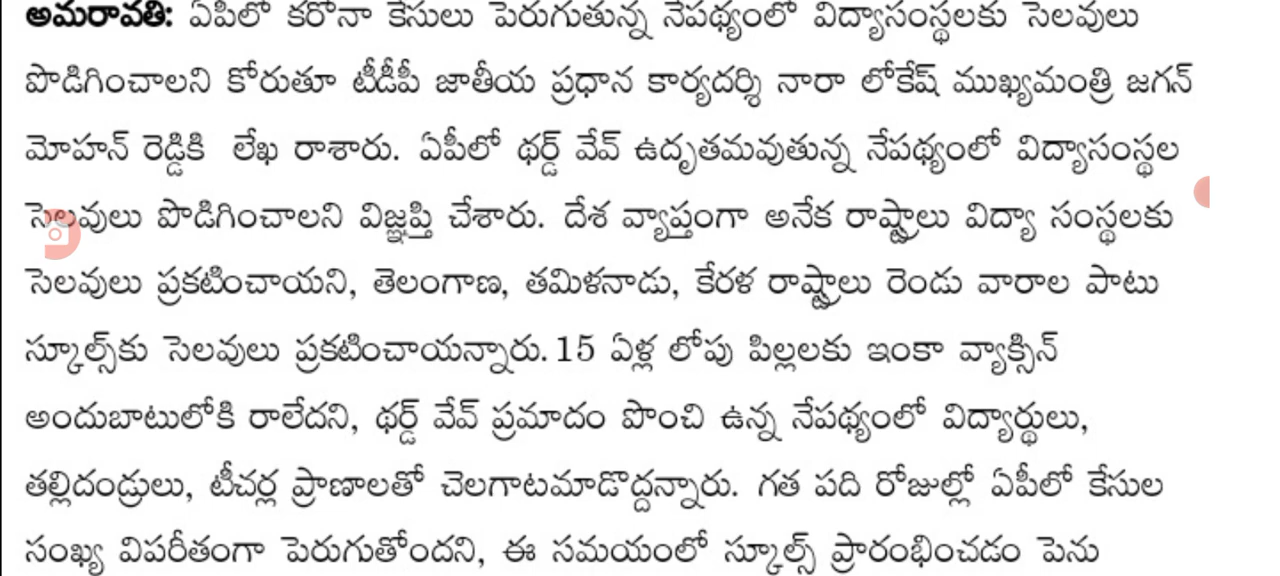 అమరావతి: ఏపీలో కరోనా కేసులు పెరుగుతున్న నేపథ్యంలో విద్యాసంస్థలకు సెలవులు
పొడిగించాలని కోరుతూ టీడీపీ జాతీయ ప్రధాన కార్యదర్శి నారా లోకేష్ ముఖ్యమంత్రి జగన్
మోహన్ రెడ్డికి లేఖ రాశారు. ఏపీలో థర్డ్ వేవ్ ఉదృతమవుతున్న నేపథ్యంలో విద్యాసంస్థల
సెలవులు పొడిగించాలని విజ్ఞప్తి చేశారు. దేశ వ్యాప్తంగా అనేక రాష్ట్రాలు విద్యా సంస్థలకు
సెలవులు ప్రకటించాయని, తెలంగాణ, తమిళనాడు, కేరళ రాష్ట్రాలు రెండు వారాల పాటు
స్కూల్స్‌కు సెలవులు ప్రకటించాయన్నారు. 15 ఏళ్ల లోపు పిల్లలకు ఇంకా వ్యాక్సిన్
అందుబాటులోకి రాలేదని, థర్డ్ వేవ్ ప్రమాదం పొంచి ఉన్న నేపథ్యంలో విద్యార్థులు,
తల్లిదండ్రులు, టీచర్ల ప్రాణాలతో చెలగాటమాడొద్దన్నారు. గత పది రోజుల్లో ఏపీలో కేసుల
సంఖ్య విపరీతంగా పెరుగుతోందని, ఈ సమయంలో స్కూల్స్ ప్రారంభించడం పెను